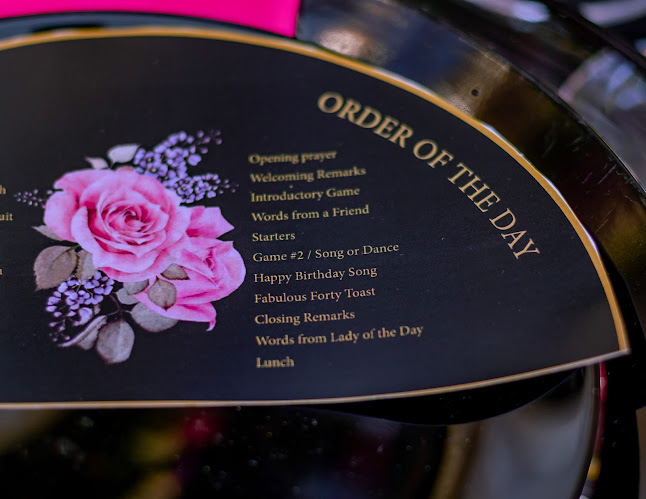 ORDER OF THE DAY
Opening prayer
Welcoming Remarks
Introductory Game
Words from a Friend
Starters
Game #2 / Song or Dance
Happy Birthday Song
Fabulous Forty Toast
Closing Remarks
Words from Lady of the Day
Lunch